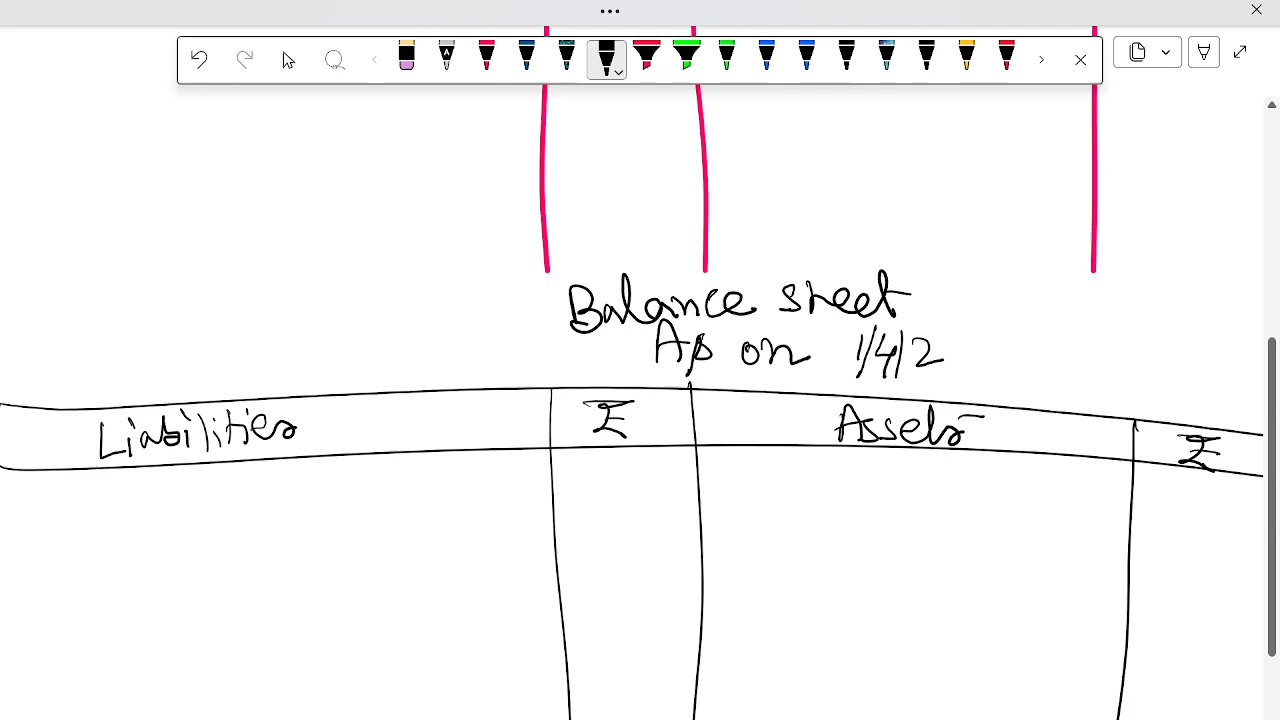 Balance sheet
As on 1/4/2
Liabilities ₹ Assets ₹